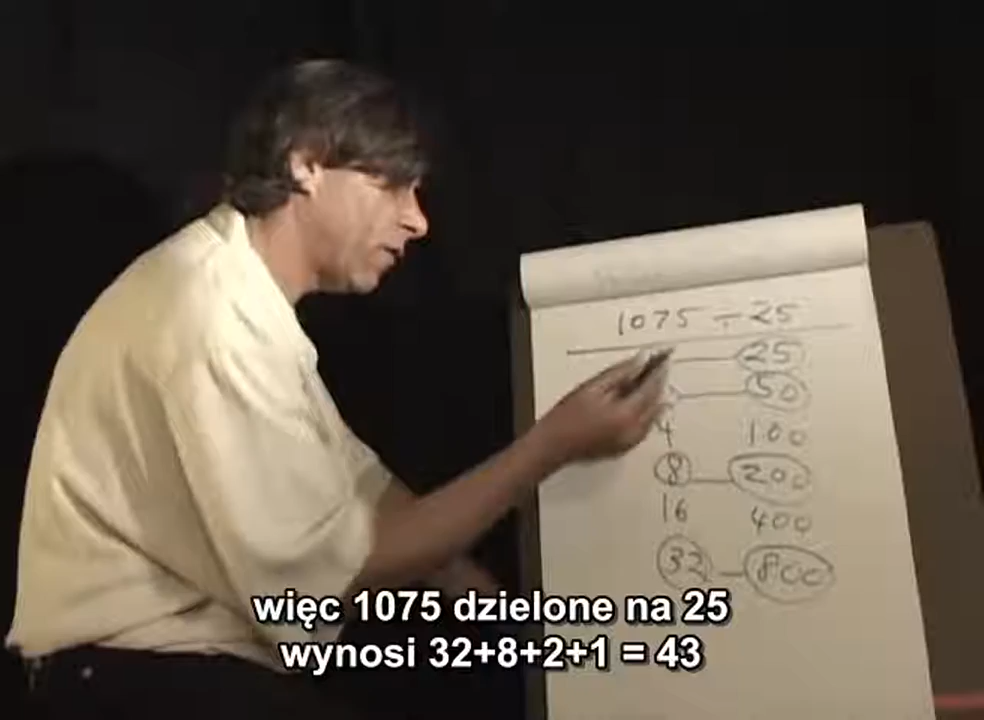 1075 ÷ 25
25
50
4 100
8 200
16 400
32 800
więc 1075 dzielone na 25
wynosi 32+8+2+1 = 43